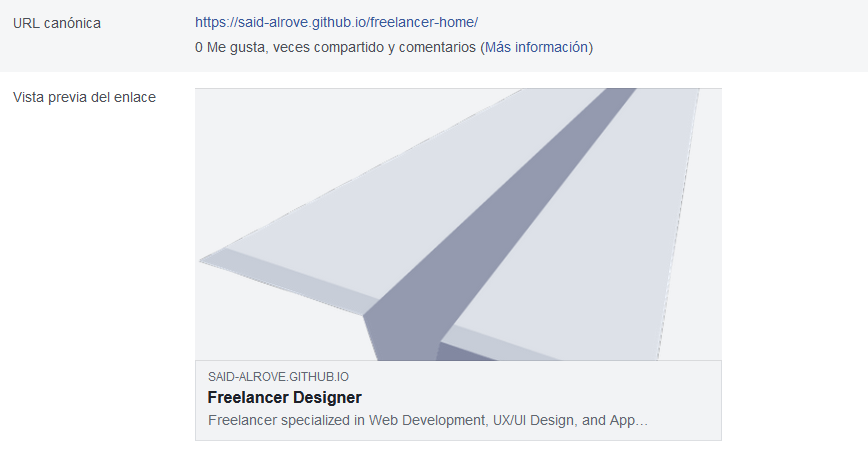 URL canónica
https://said-alrove.github.io/freelancer-home/
0 Me gusta, veces compartido y comentarios (Más información)
Vista previa del enlace
SAID-ALROVE.GITHUB.IO
Freelancer Designer
Freelancer specialized in Web Development, UX/UI Design, and App…